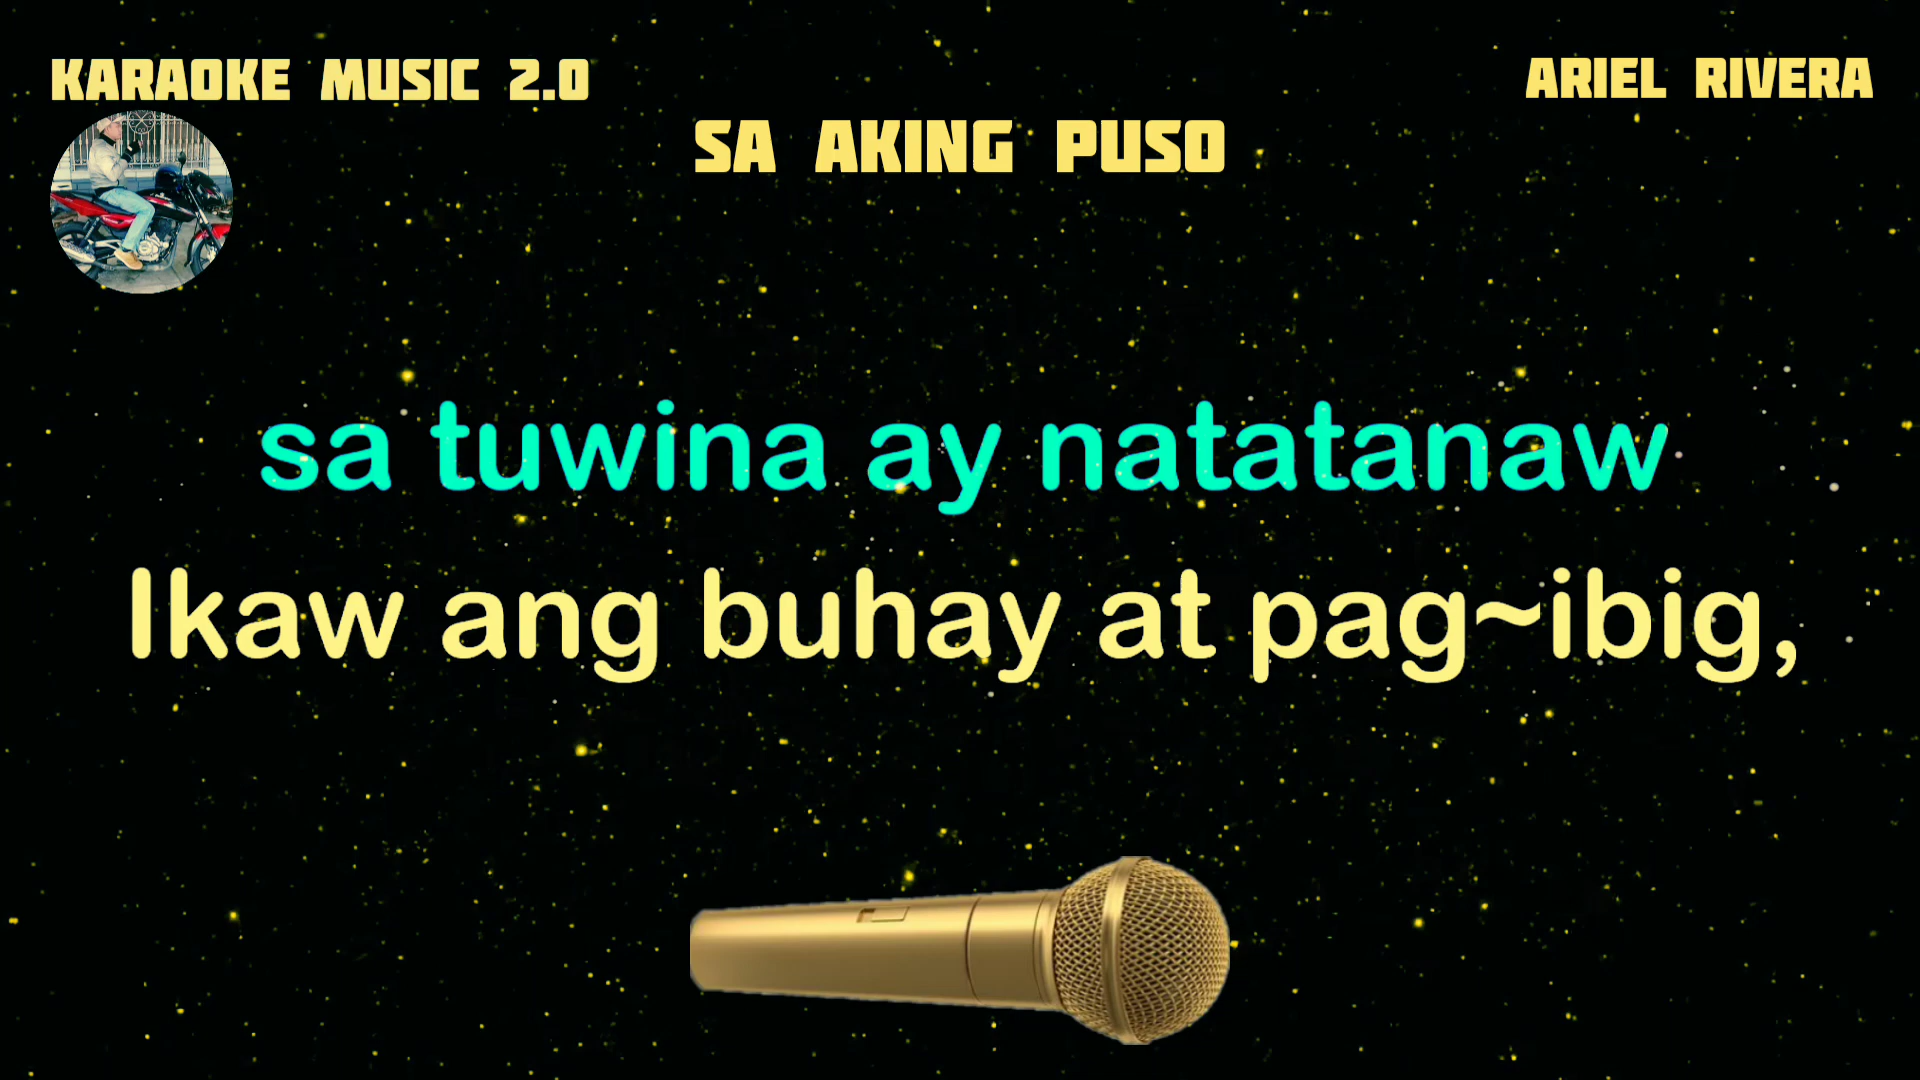 KARAOKE MUSIC 2.0
ARIEL RIVERA
SA AKING PUSO
sa tuwina ay natatanaw
Ikaw ang buhay at pag~ibig,